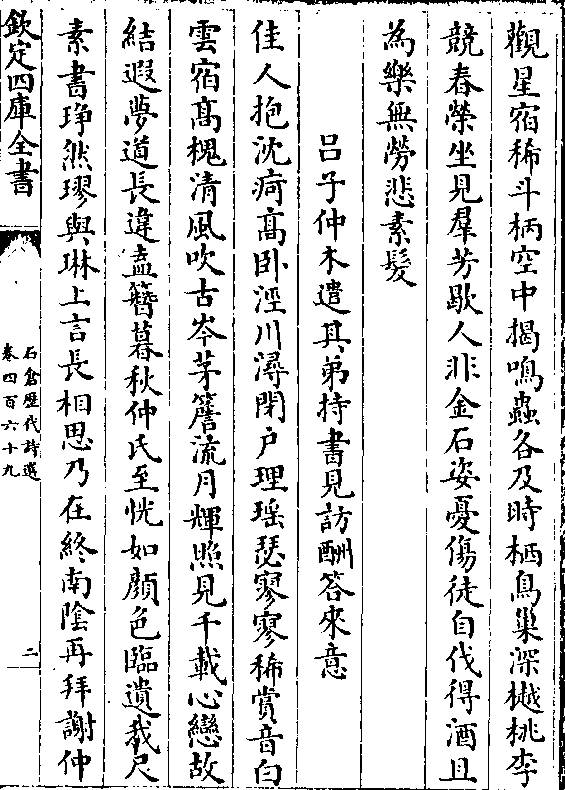 觀星宿稀斗柄空中揭鳴蟲各及時栖鳥巢深樾桃李
競春榮坐見羣芳歇人非金石姿憂傷徒自伐得酒且
為樂無勞悲素髮
呂子仲木遣其弟持書見訪酬答來意
佳人抱沈疴髙卧涇川潯閉户理瑶瑟寥寥稀賞音白
雲宿髙槐清風吹古岑茅簷流月輝照見千載心戀故
結遐夢道長違盍簪暮秋仲氏至恍如顔色臨遺我尺
素書琤然璆與琳上言長相思乃在終南陰再拜謝仲
欽定四庫全書
石倉歴代詩選
卷四百六十九
二